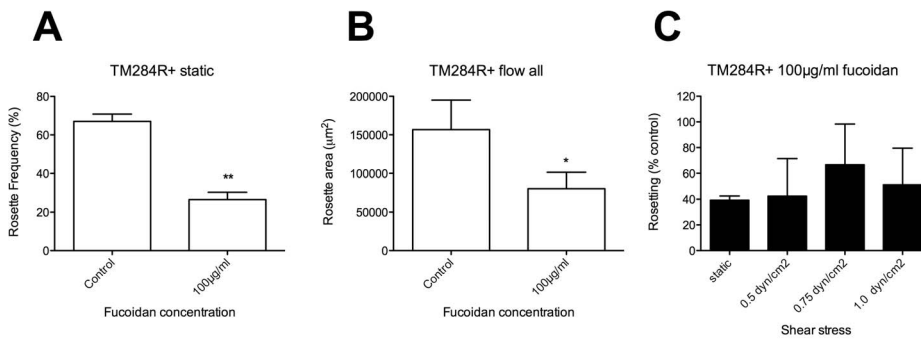 A
TM284R+ static
Rosette Frequency (%)
80
60
40
20
0
**
Control
100µg/ml
Fucoidan concentration
B
TM284R+ flow all
Rosette area (µm²)
200000
150000
100000
50000
0
*
Control
100µg/ml
Fucoidan concentration
C
TM284R+ 100µg/ml fucoidan
Rosetting (% control)
120
100
80
60
40
20
0
static
0.5 dyn/cm2
0.75 dyn/cm2
1.0 dyn/cm2
Shear stress